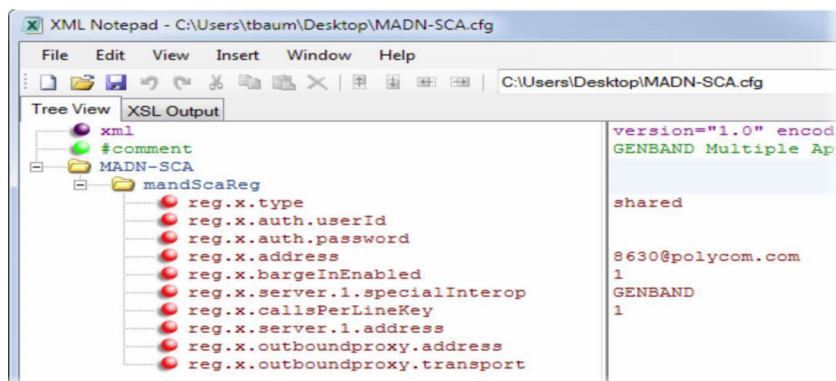 XML Notepad - C:\Users\tbaum\Desktop\MADN-SCA.cfg
File Edit View Insert Window Help
C:\Users\Desktop\MADN-SCA.cfg
Tree View XSL Output
xml version="1.0" encod
#comment GENBAND Multiple Ap
MADN-SCA
mandScaReg
reg.x.type shared
reg.x.auth.userId
reg.x.auth.password
reg.x.address 8630@polycom.com
reg.x.bargeInEnabled 1
reg.x.server.1.specialInterop GENBAND
reg.x.callsPerLineKey 1
reg.x.server.1.address
reg.x.outboundproxy.address
reg.x.outboundproxy.transport